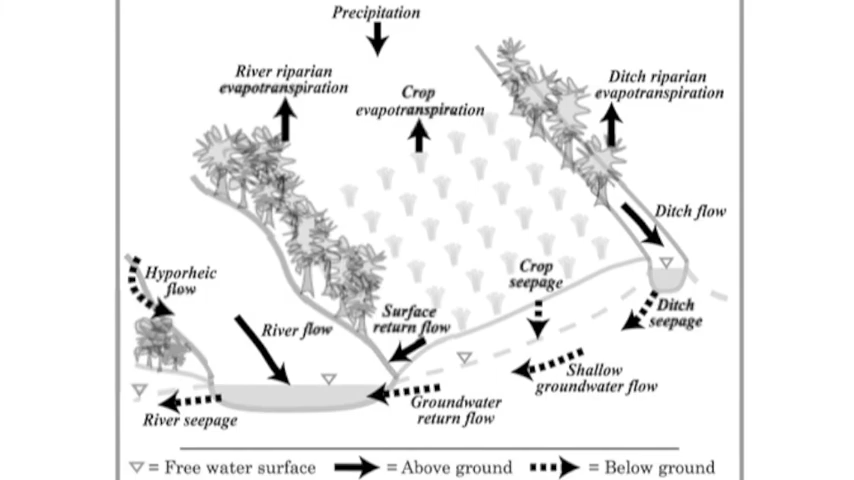 Precipitation
River riparian
evapotranspiration
Crop
evapotranspiration
Ditch riparian
evapotranspiration
Ditch flow
Hyporheic
flow
Crop
seepage
River flow
Surface
return flow
Ditch
seepage
Shallow
groundwater flow
Groundwater
return flow
River seepage
= Free water surface
= Above ground
= Below ground